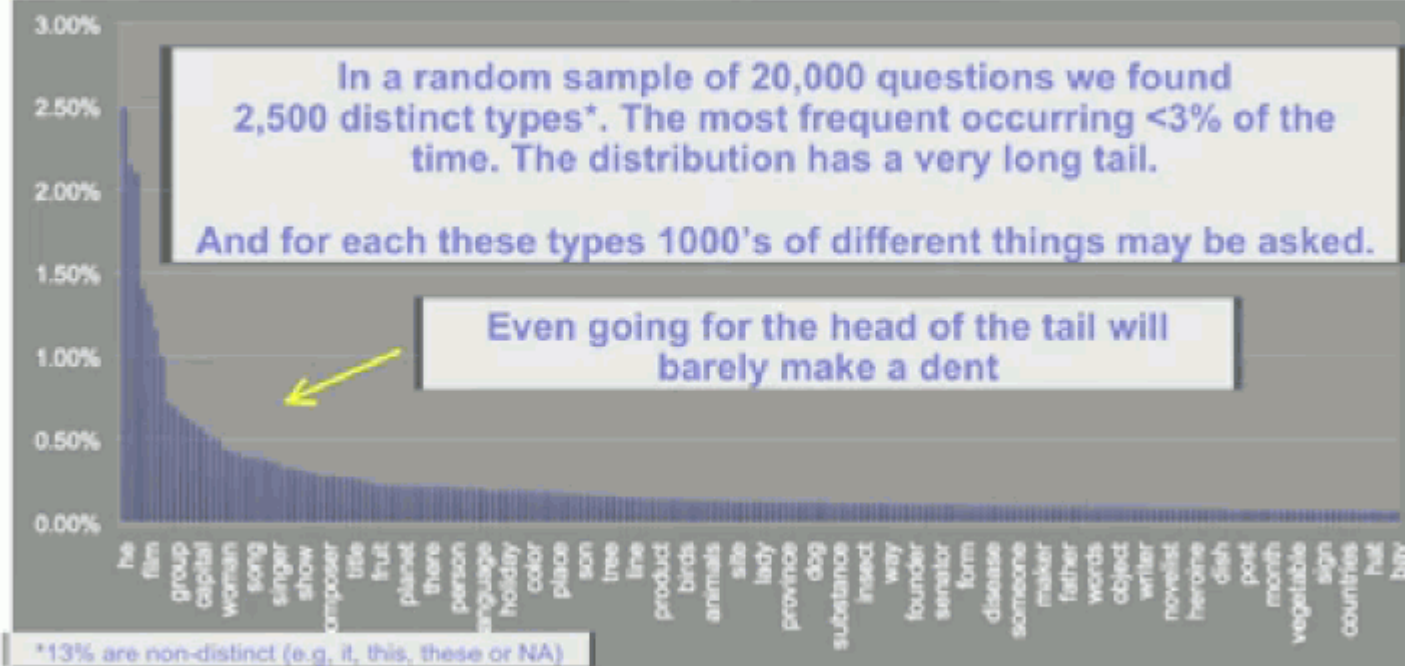 3.00%
2.50%
2.00%
1.50%
1.00%
0.50%
0.00%
In a random sample of 20,000 questions we found
2,500 distinct types*. The most frequent occurring <3% of the
time. The distribution has a very long tail.
And for each these types 1000's of different things may be asked.
Even going for the head of the tail will
barely make a dent
he
film
group
capital
woman
song
singer
show
omposer
title
fruit
planet
there
person
anguage
holiday
color
place
son
tree
line
product
birds
animals
site
lady
province
dog
substance
insect
way
founder
senator
form
disease
someone
maker
father
words
object
writer
novelist
heroine
dish
post
month
vegetable
sign
countries
hat
bay
*13% are non-distinct (e.g, it, this, these or NA)